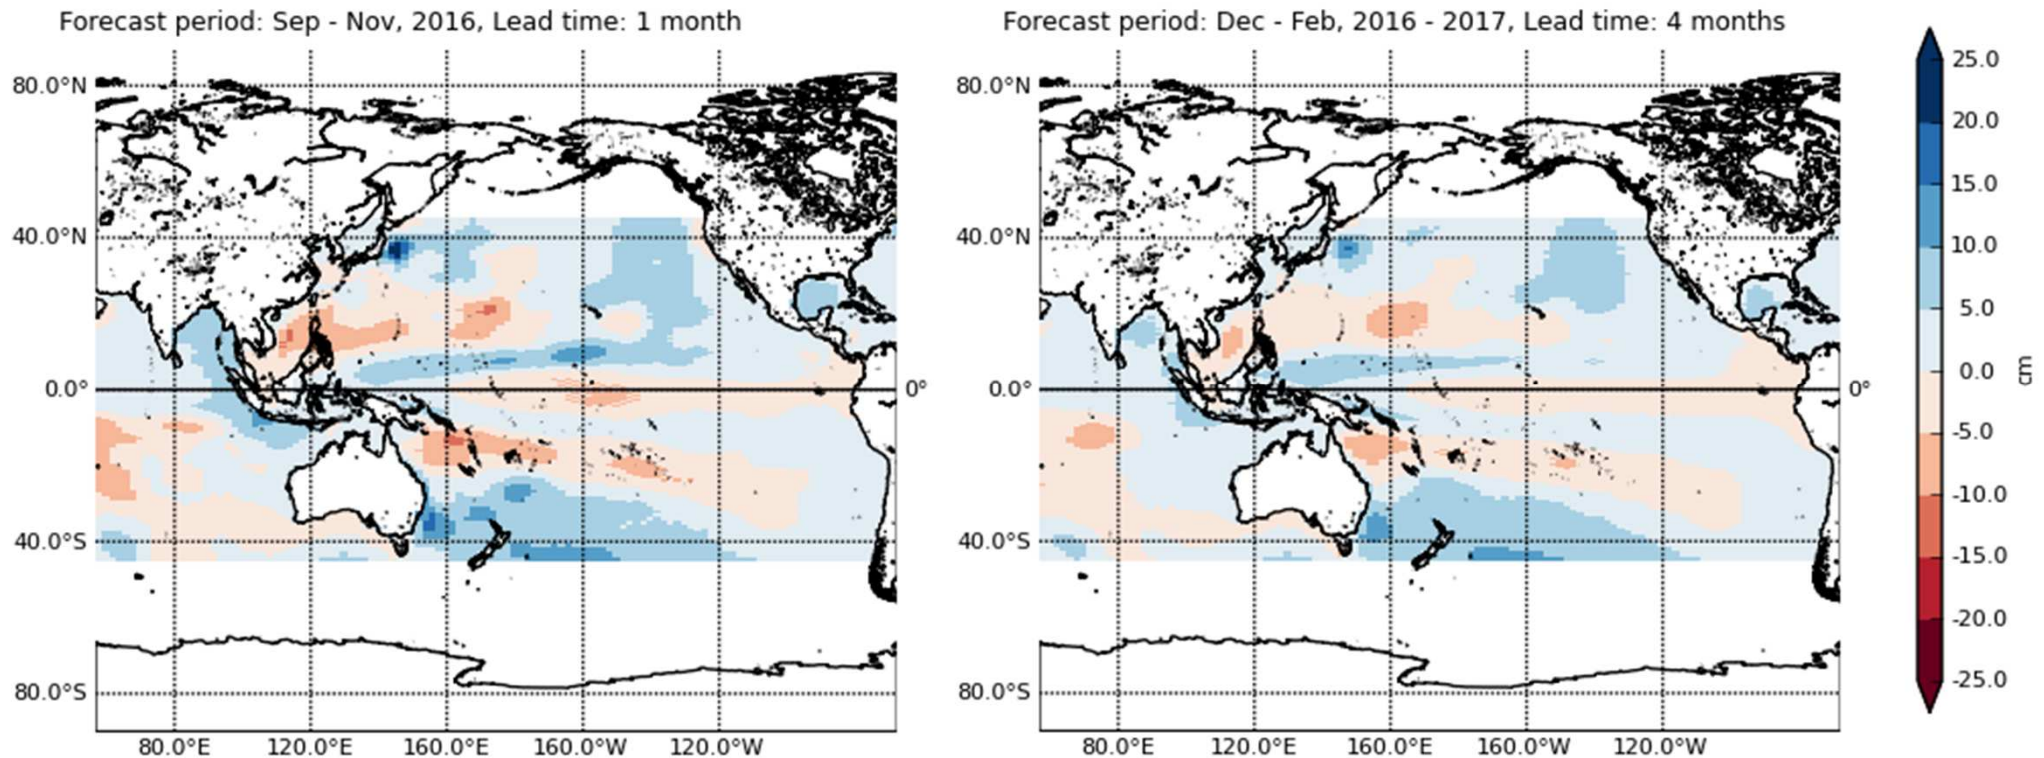 Forecast period: Sep - Nov, 2016, Lead time: 1 month
80.0°N
40.0°N
0.0°
40.0°S
80.0°S
0°
80.0°E 120.0°E 160.0°E 160.0°W 120.0°W
Forecast period: Dec - Feb, 2016 - 2017, Lead time: 4 months
80.0°N
40.0°N
0.0°
40.0°S
80.0°S
0°
80.0°E 120.0°E 160.0°E 160.0°W 120.0°W
25.0
20.0
15.0
10.0
5.0
0.0
-5.0
-10.0
-15.0
-20.0
-25.0
cm